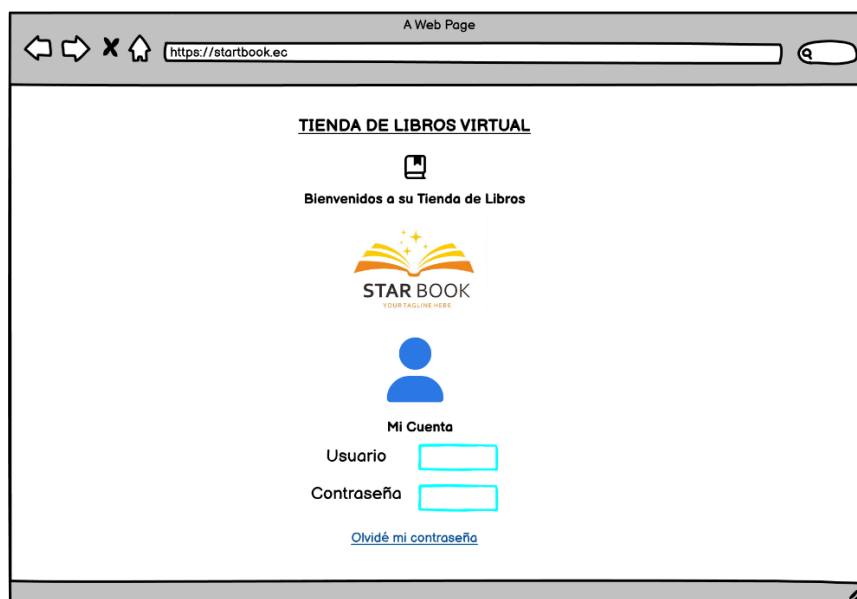 A Web Page
https://startbook.ec
TIENDA DE LIBROS VIRTUAL
Bienvenidos a su Tienda de Libros
STAR BOOK
YOUR TAGLINE HERE
Mi Cuenta
Usuario
Contraseña
Olvidé mi contraseña